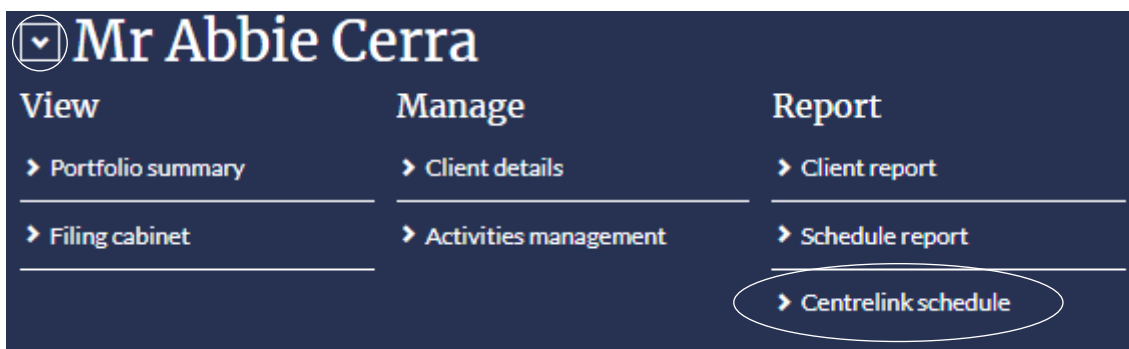 Mr Abbie Cerra
View
Portfolio summary
Filing cabinet
Manage
Client details
Activities management
Report
Client report
Schedule report
Centrelink schedule